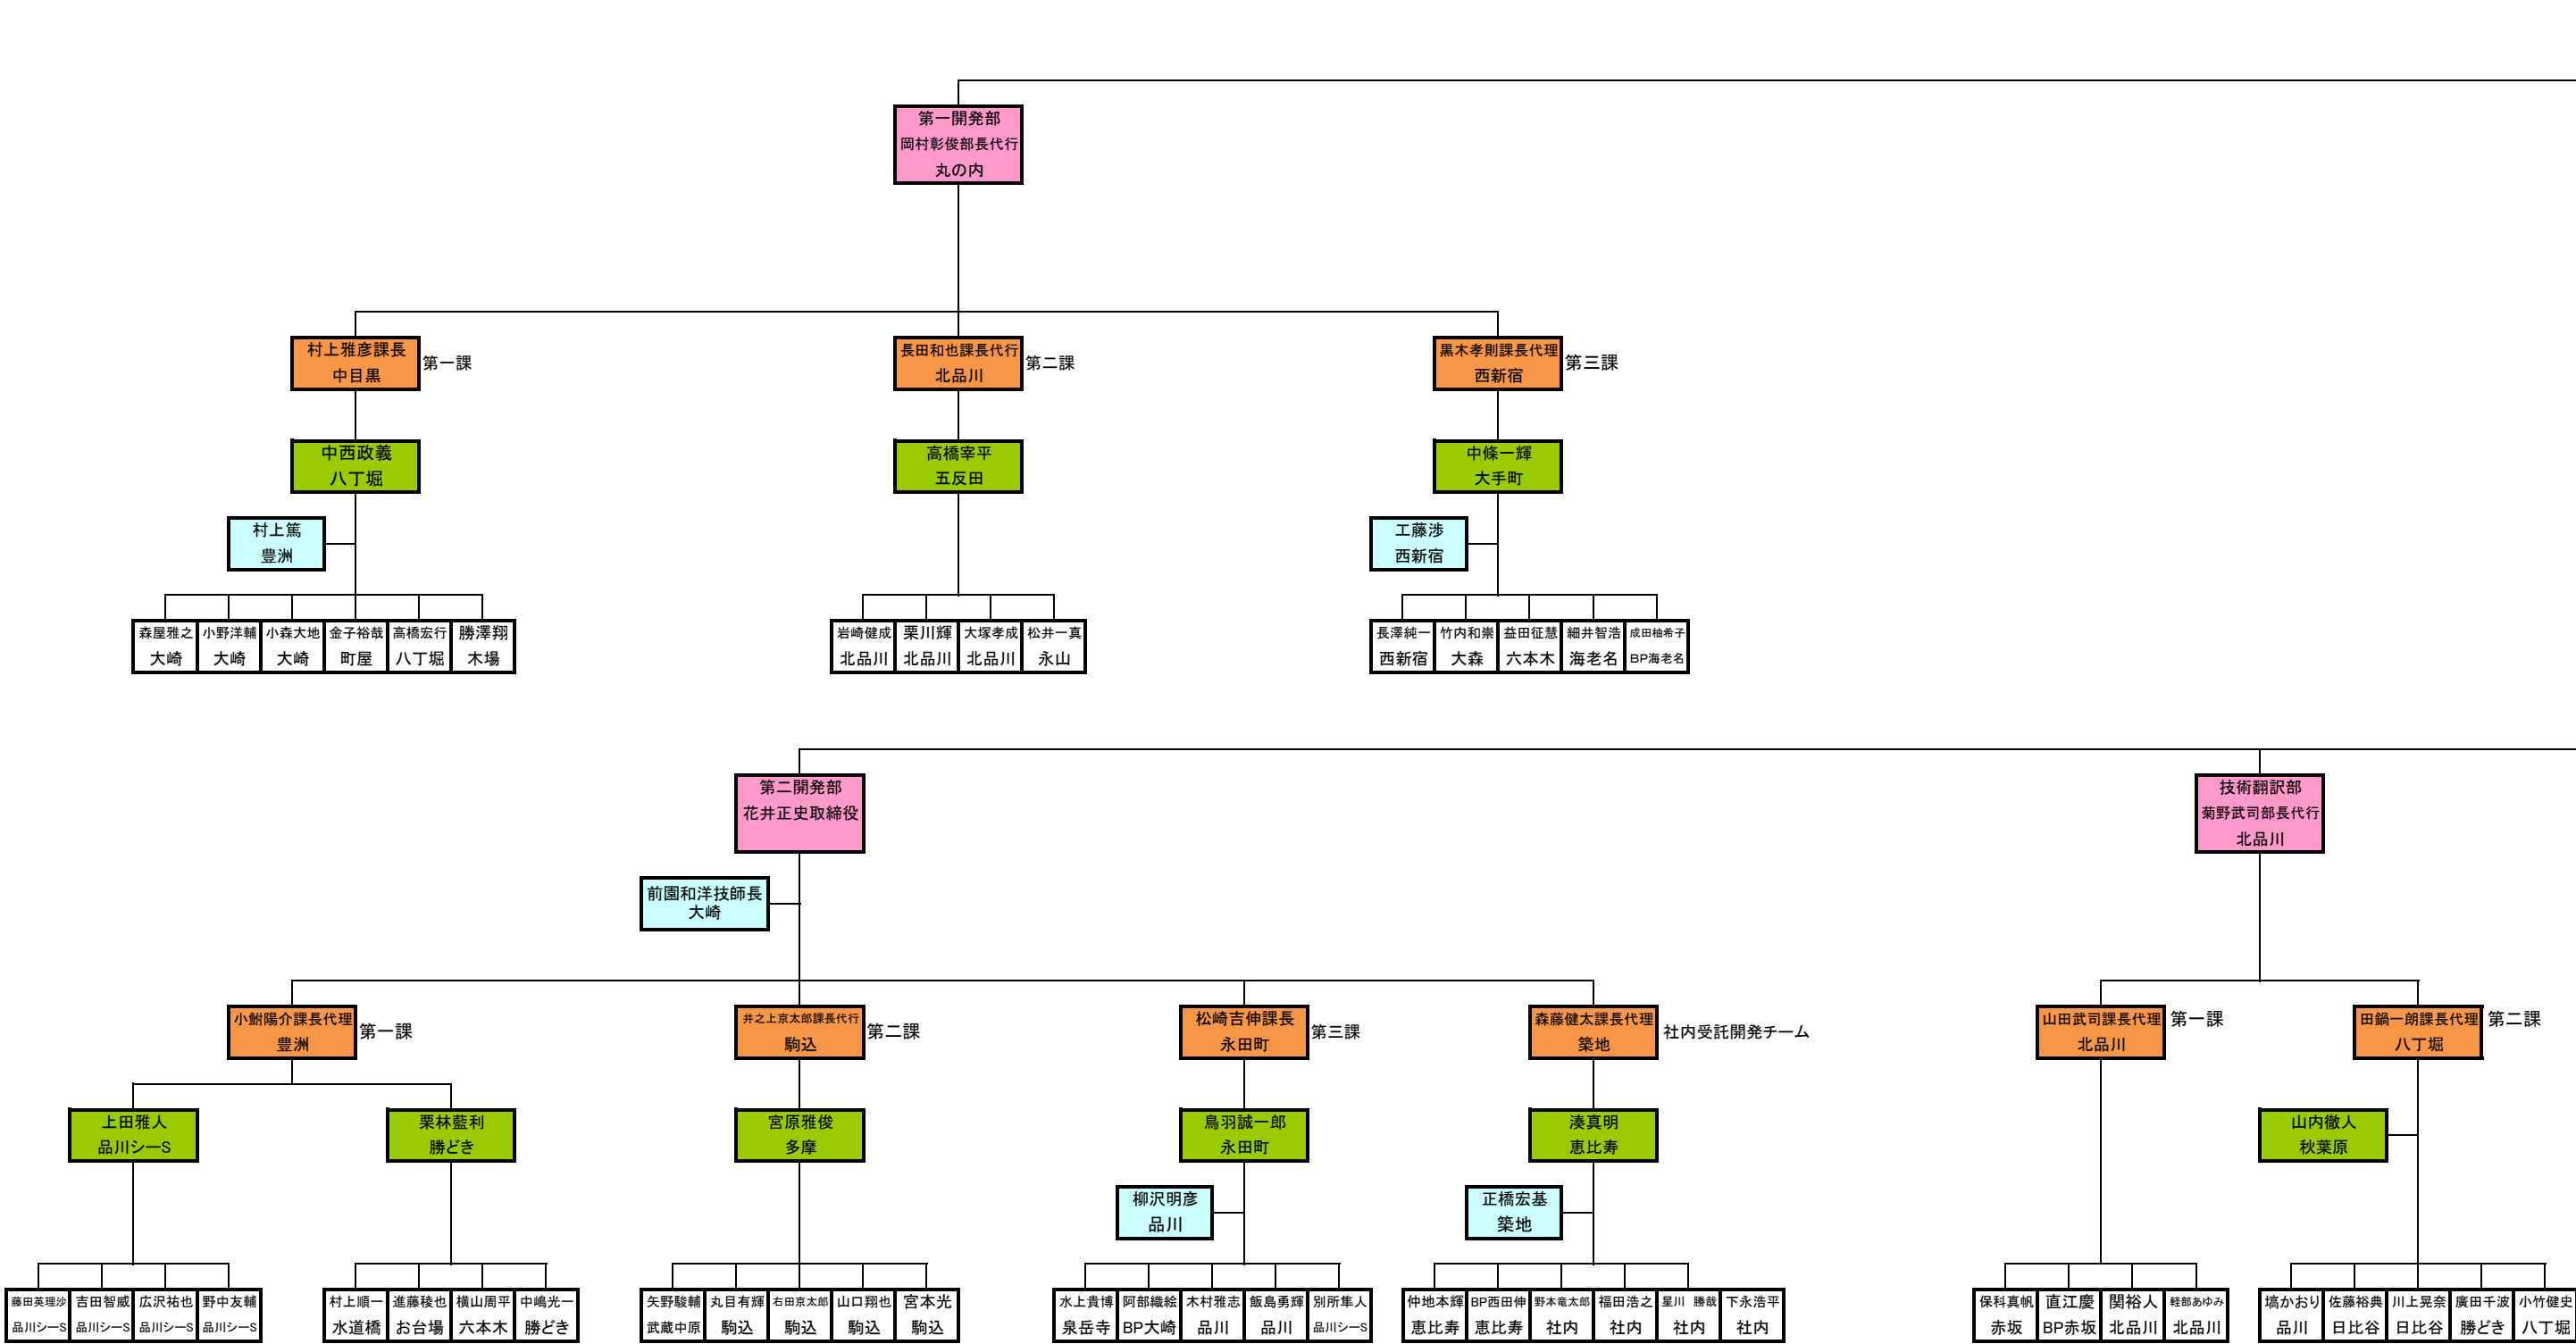 第一開発部
岡村彰俊部長代行
丸の内
村上雅彦課長
中目黒
第一課
長田和也課長代行
北品川
第二課
黒木孝則課長代理
西新宿
第三課
中西政義
八丁堀
高橋宰平
五反田
中條一輝
大手町
村上篤
豊洲
工藤渉
西新宿
森屋雅之 小野洋輔 小森大地 金子裕哉 高橋宏行 勝澤翔
大崎 大崎 大崎 町屋 八丁堀 木場
岩崎健成 栗川輝 大塚孝成 松井一真
北品川 北品川 北品川 永山
長澤純一 竹内和崇 益田征慧 細井智浩 成田柚希子
西新宿 大森 六本木 海老名 BP海老名
第二開発部
花井正史取締役
技術翻訳部
菊野武司部長代行
北品川
前園和洋技師長
大崎
小鮒陽介課長代理
豊洲
第一課
井之上京太郎課長代行
駒込
第二課
松崎吉伸課長
永田町
第三課
森藤健太課長代理
築地
社内受託開発チーム
山田武司課長代理
北品川
第一課
田鍋一朗課長代理
八丁堀
第二課
上田雅人
品川シーS
栗林藍利
勝どき
宮原雅俊
多摩
鳥羽誠一郎
永田町
湊真明
恵比寿
山内徹人
秋葉原
柳沢明彦
品川
正橋宏基
築地
藤田英理沙 吉田智威 広沢祐也 野中友輔
品川シーS 品川シーS 品川シーS 品川シーS
村上順一 進藤稜也 横山周平 中嶋光一
水道橋 お台場 六本木 勝どき
矢野駿輔 丸目有輝 右田京太郎 山口翔也 宮本光
武蔵中原 駒込 駒込 駒込 駒込
水上貴博 阿部織絵 木村雅志 飯島勇輝 別所隼人
泉岳寺 BP大崎 品川 品川 品川シーS
仲地本輝 BP西田伸 野本竜太郎 福田浩之 星川　勝哉 下永浩平
恵比寿 恵比寿 社内 社内 社内 社内
保科真帆 直江慶 関裕人 軽部あゆみ
赤坂 BP赤坂 北品川 北品川
塙かおり 佐藤裕典 川上晃奈 廣田千波 小竹健史
品川 日比谷 日比谷 勝どき 八丁堀